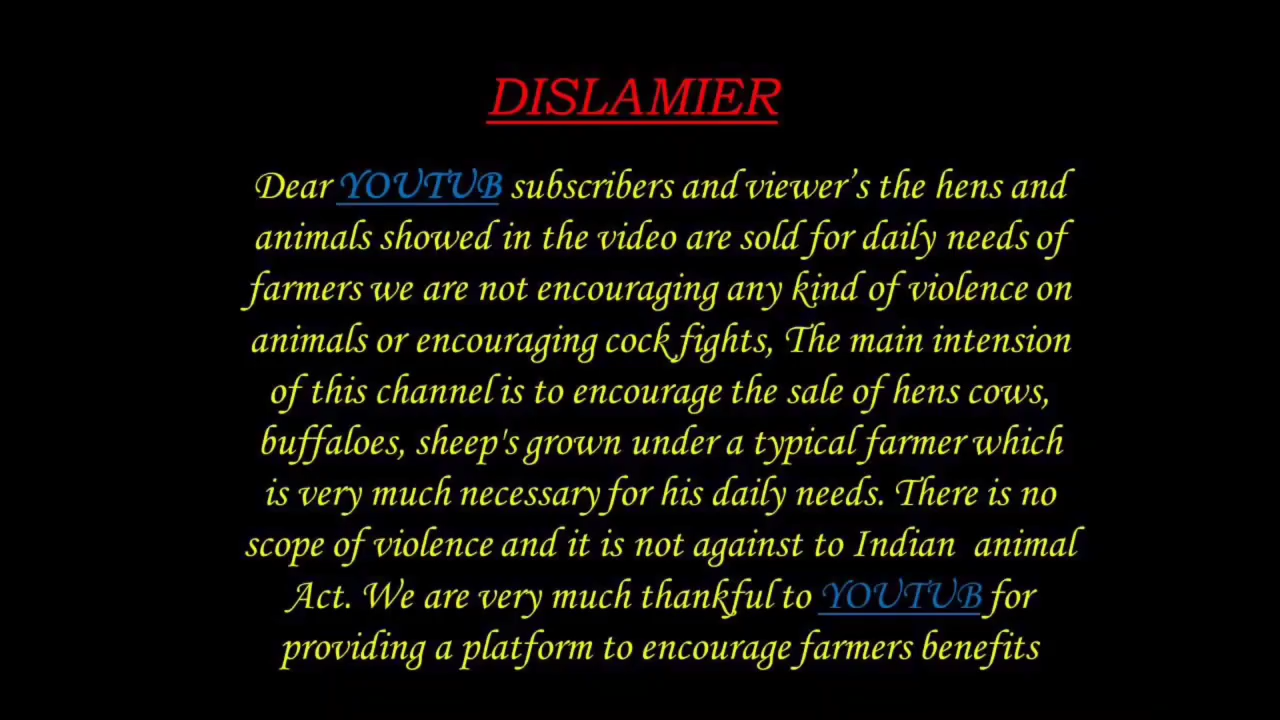 DISLAMIER
Dear YOUTUB subscribers and viewer’s the hens and
animals showed in the video are sold for daily needs of
farmers we are not encouraging any kind of violence on
animals or encouraging cock fights, The main intension
of this channel is to encourage the sale of hens cows,
buffaloes, sheep's grown under a typical farmer which
is very much necessary for his daily needs. There is no
scope of violence and it is not against to Indian  animal
Act. We are very much thankful to YOUTUB for
providing a platform to encourage farmers benefits